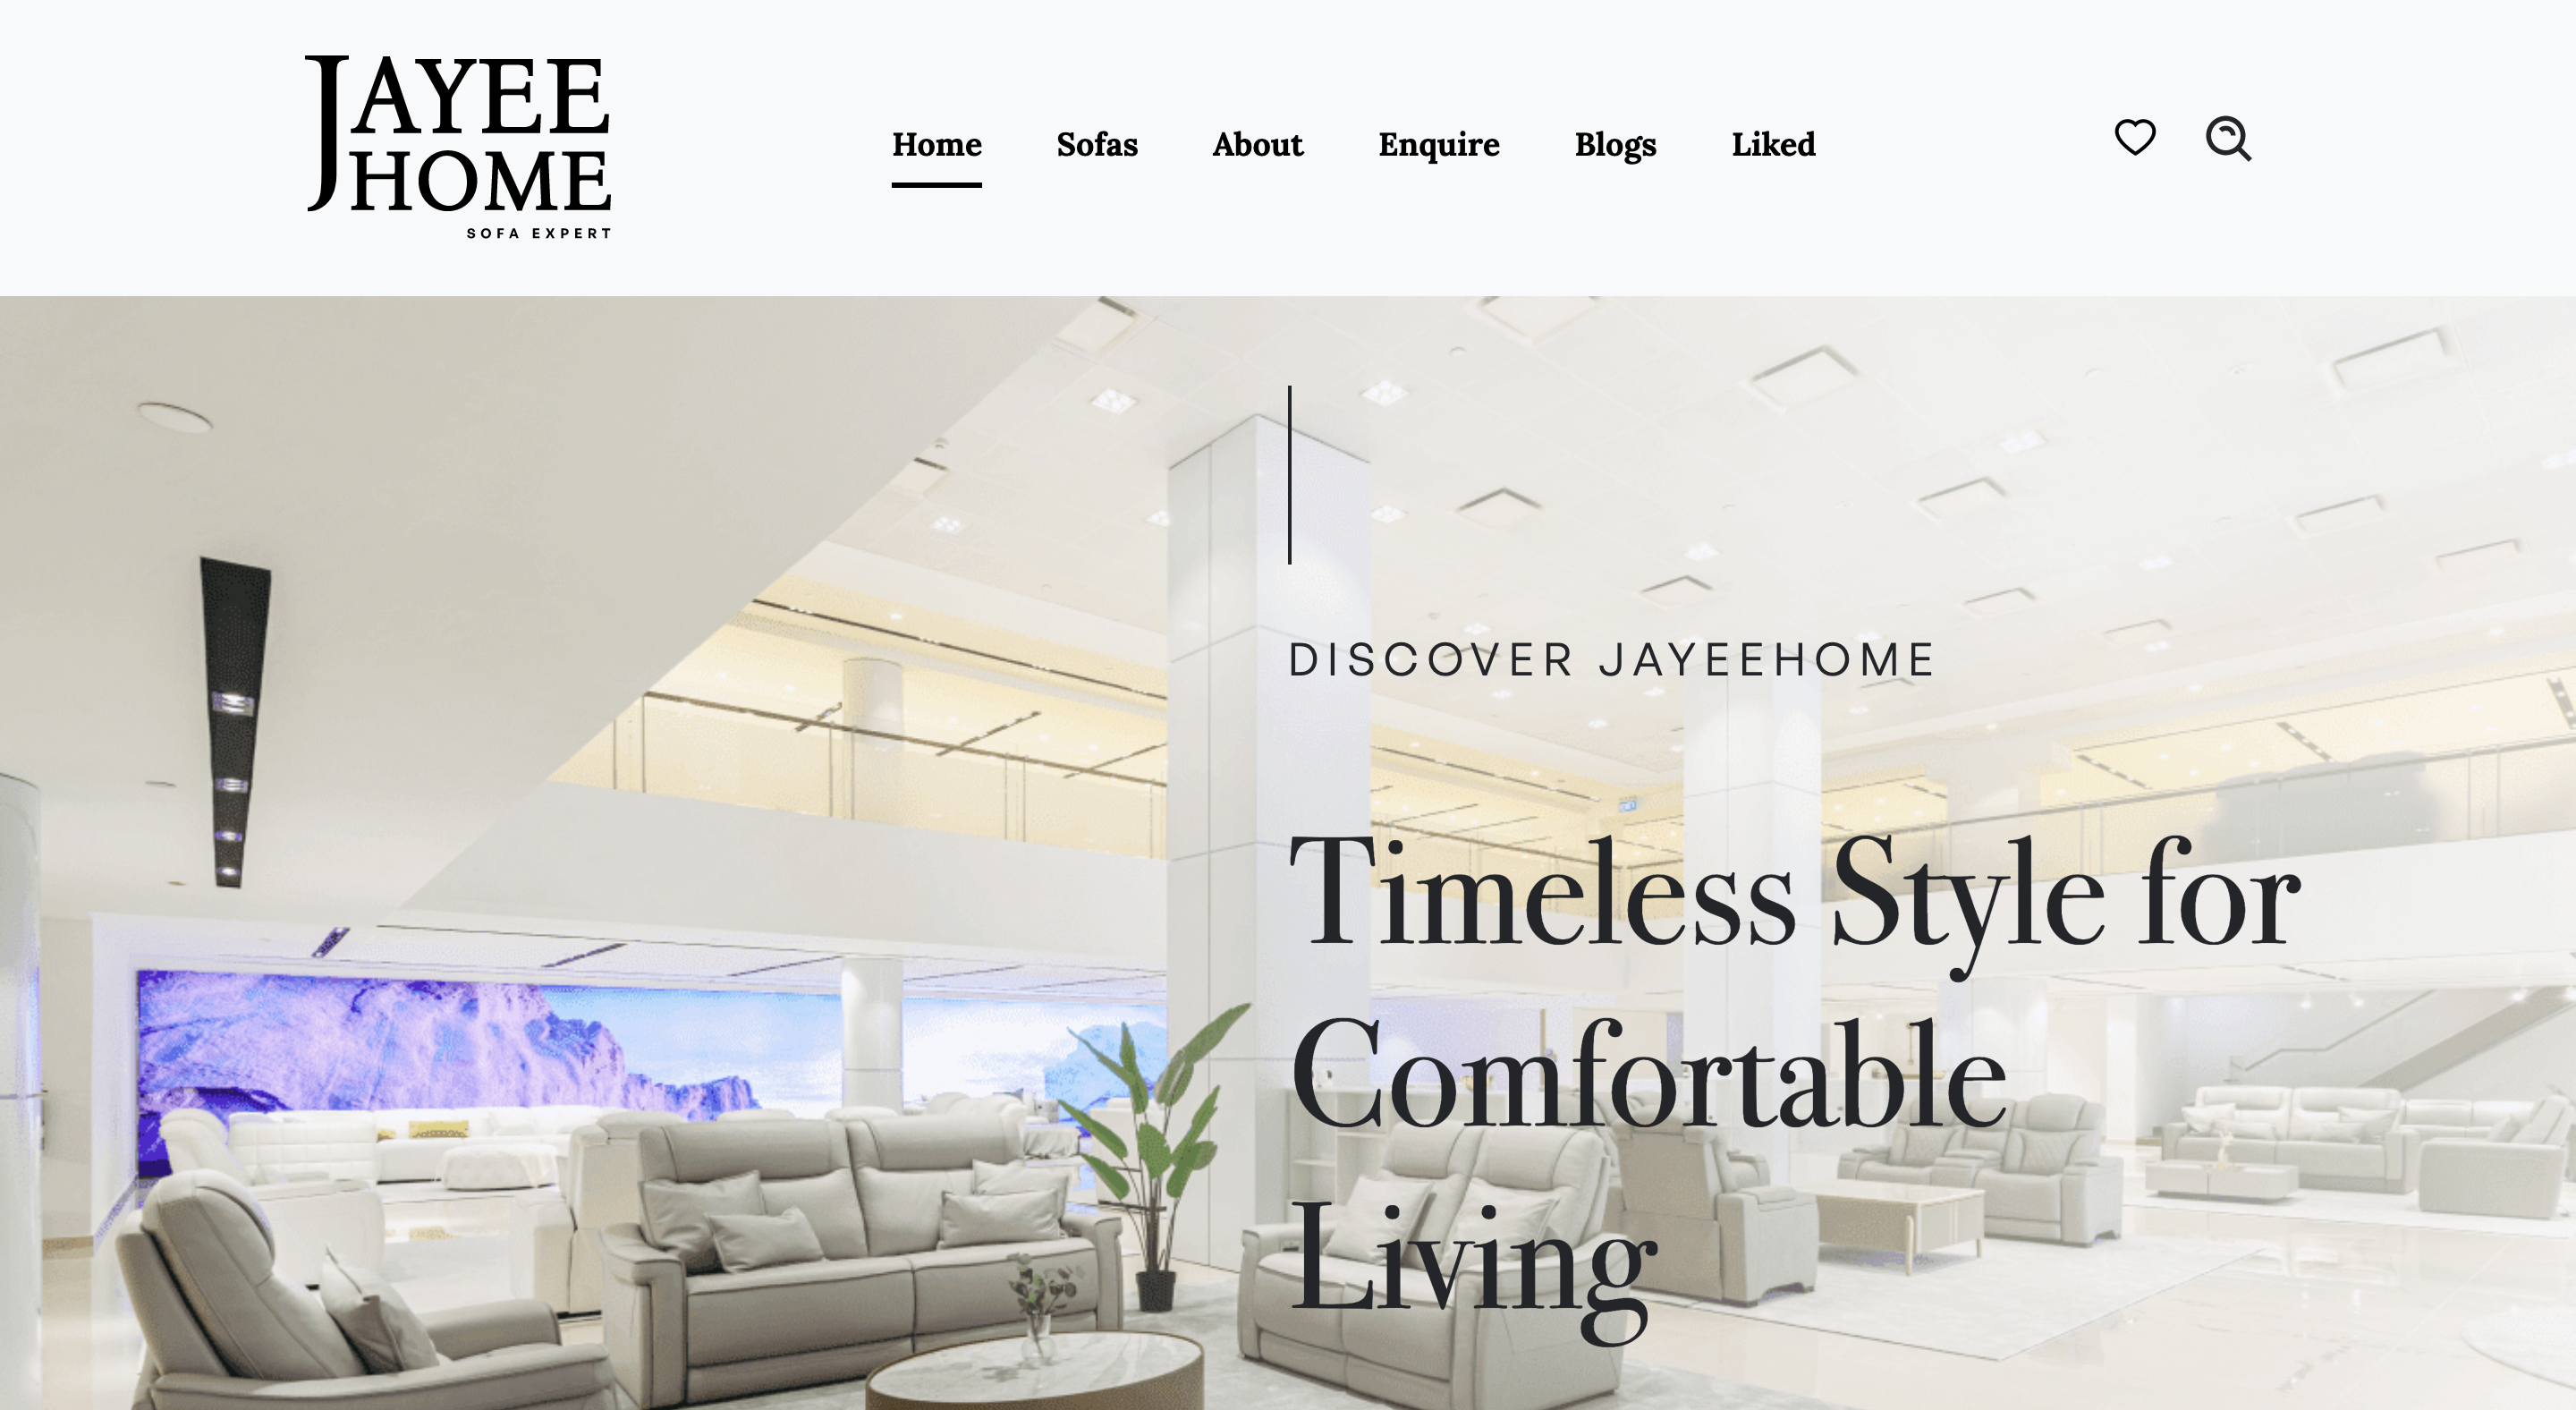 JAYEE
HOME
SOFA EXPERT
Home Sofas About Enquire Blogs Liked
DISCOVER JAYEEHOME
Timeless Style for
Comfortable
Living